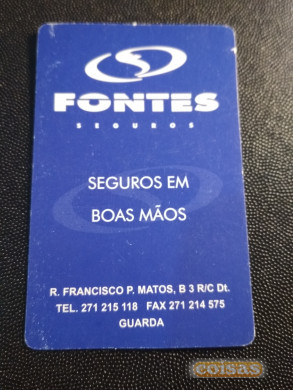 FONTES
SEGUROS
SEGUROS EM
BOAS MÃOS
R. FRANCISCO P. MATOS, B 3 R/C Dt.
TEL. 271 215 118 FAX 271 214 575
GUARDA
coisas